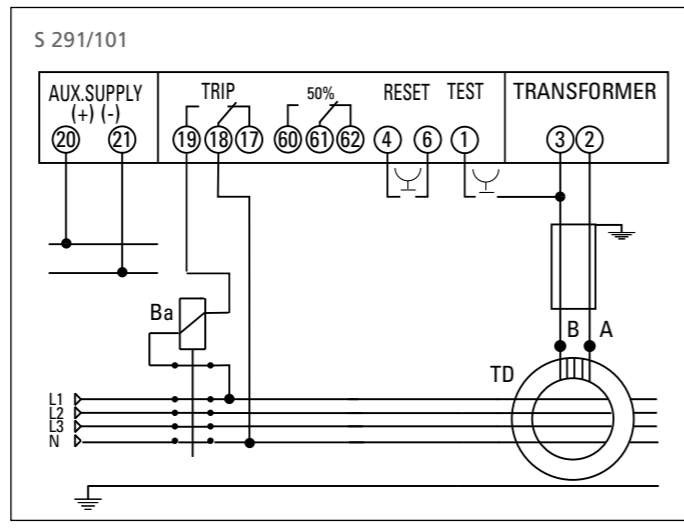 S 291/101
AUX.SUPPLY TRIP 50% RESET TEST TRANSFORMER
(+) (-)
20 21 19 18 17 60 61 62 4 6 1 3 2
Ba
B A
TD
L1
L2
L3
N